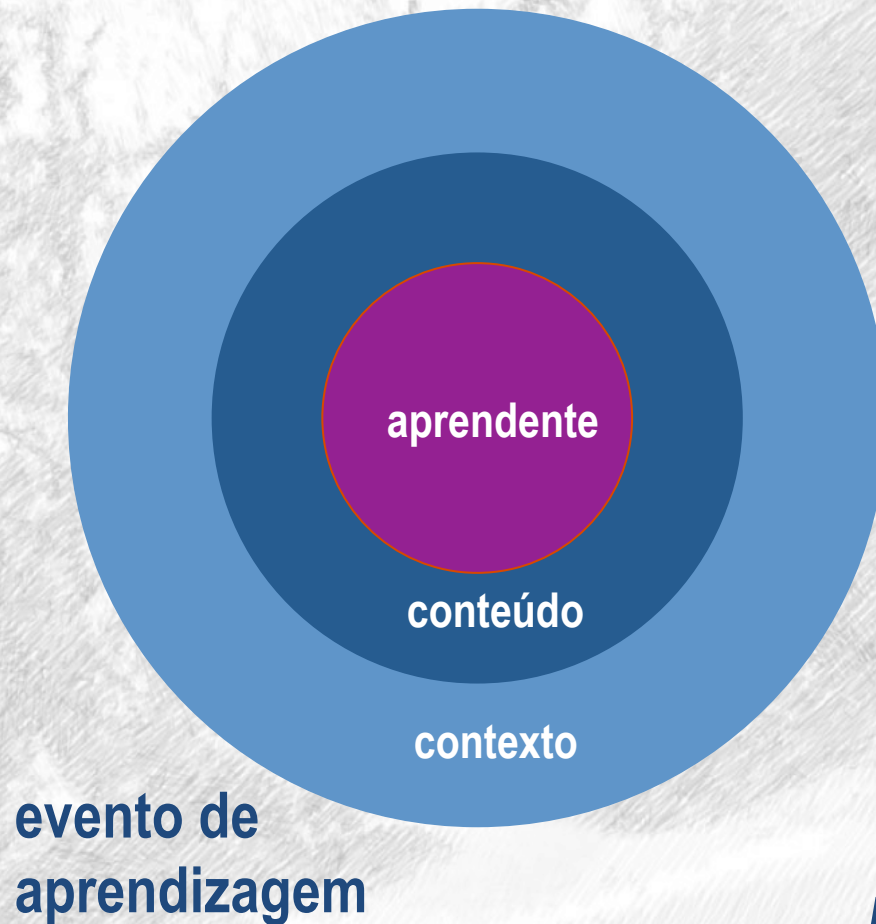 aprendente
conteúdo
contexto
evento de
aprendizagem